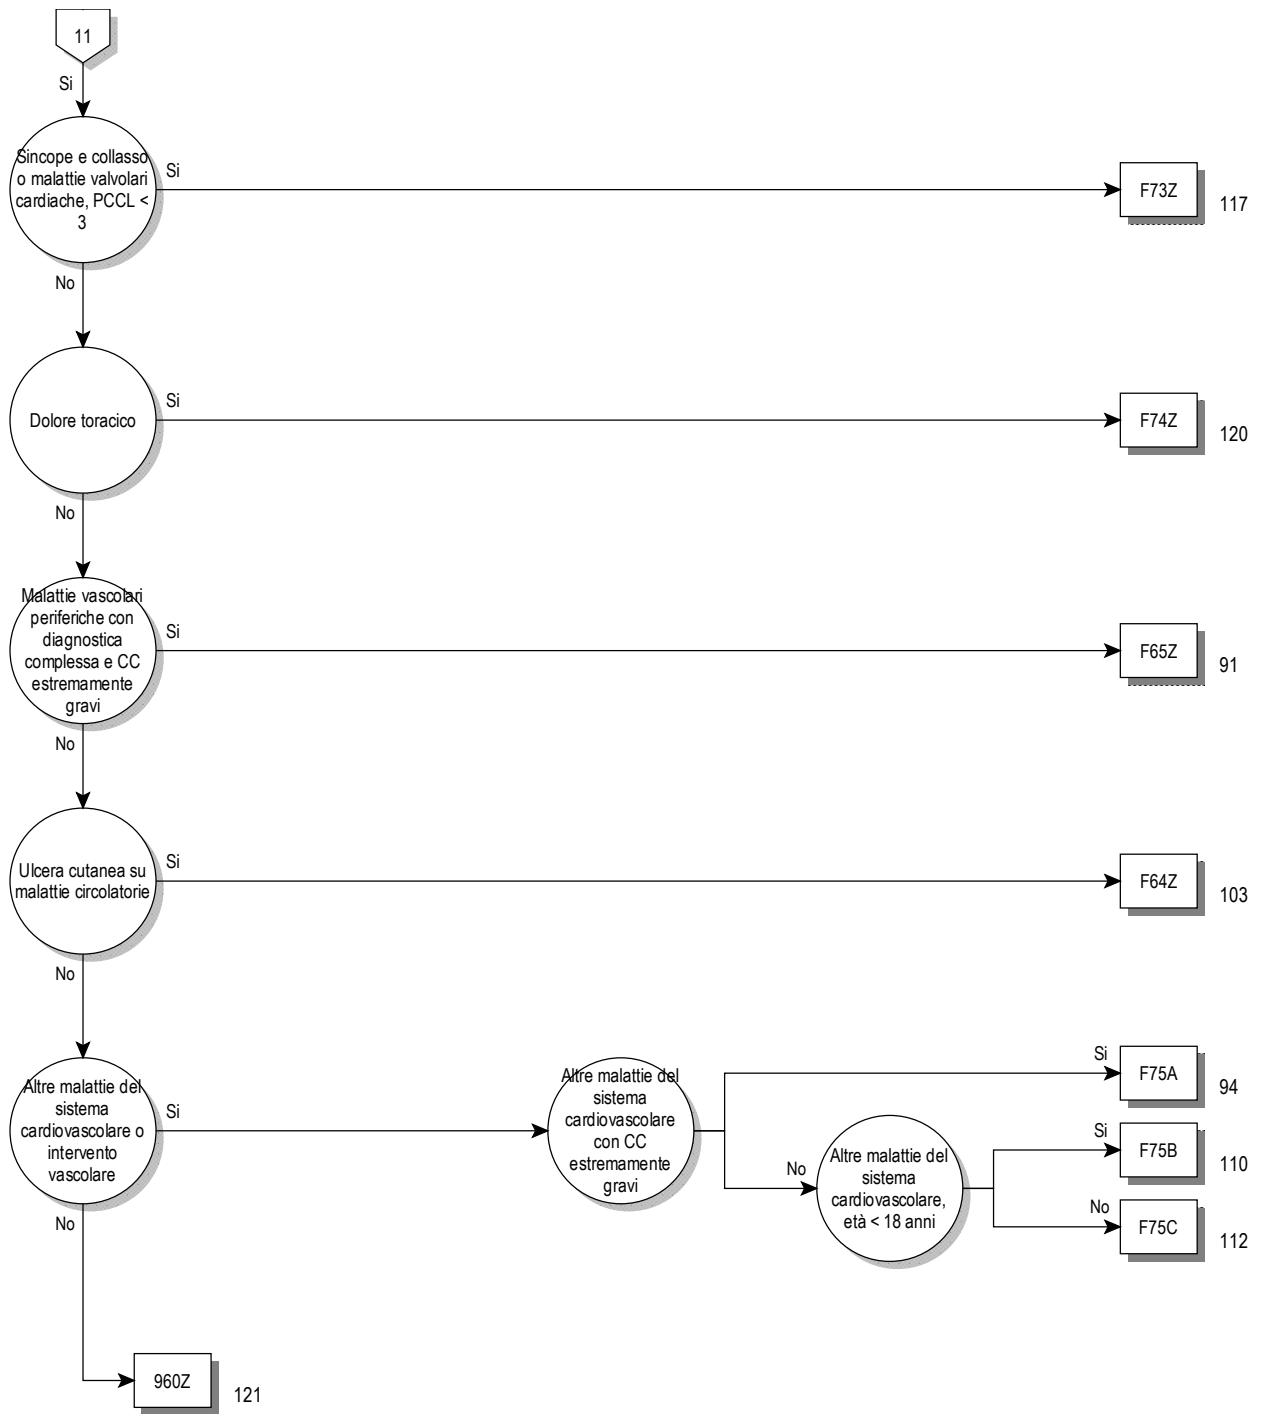 11
Si
Sincope e collasso
o malattie valvolari
cardiache, PCCL <
3
Si
F73Z
117
No
Dolore toracico
Si
F74Z
120
No
Malattie vascolari
periferiche con
diagnostica
complessa e CC
estremamente
gravi
Si
F65Z
91
No
Ulcera cutanea su
malattie circolatorie
Si
F64Z
103
No
Altre malattie del
sistema
cardiovascolare o
intervento
vascolare
Si
Altre malattie del
sistema
cardiovascolare
con CC
estremamente
gravi
Si
F75A
94
No
Altre malattie del
sistema
cardiovascolare,
età < 18 anni
Si
F75B
110
No
F75C
112
No
960Z
121